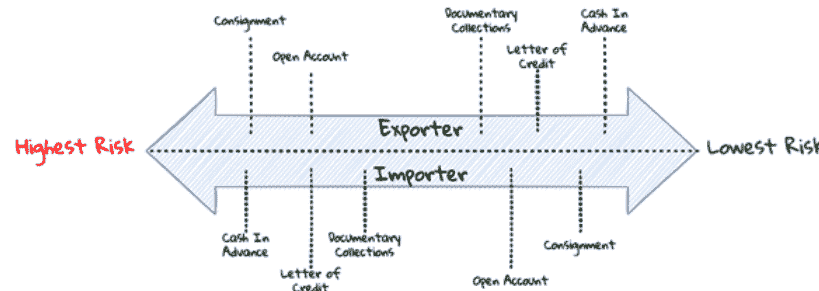 Consignment
Open Account
Documentary
Collections
Letter of
Credit
Cash In
Advance
Exporter
Highest Risk
Lowest Risk
Importer
Cash In
Advance
Letter of
Credit
Documentary
Collections
Open Account
Consignment